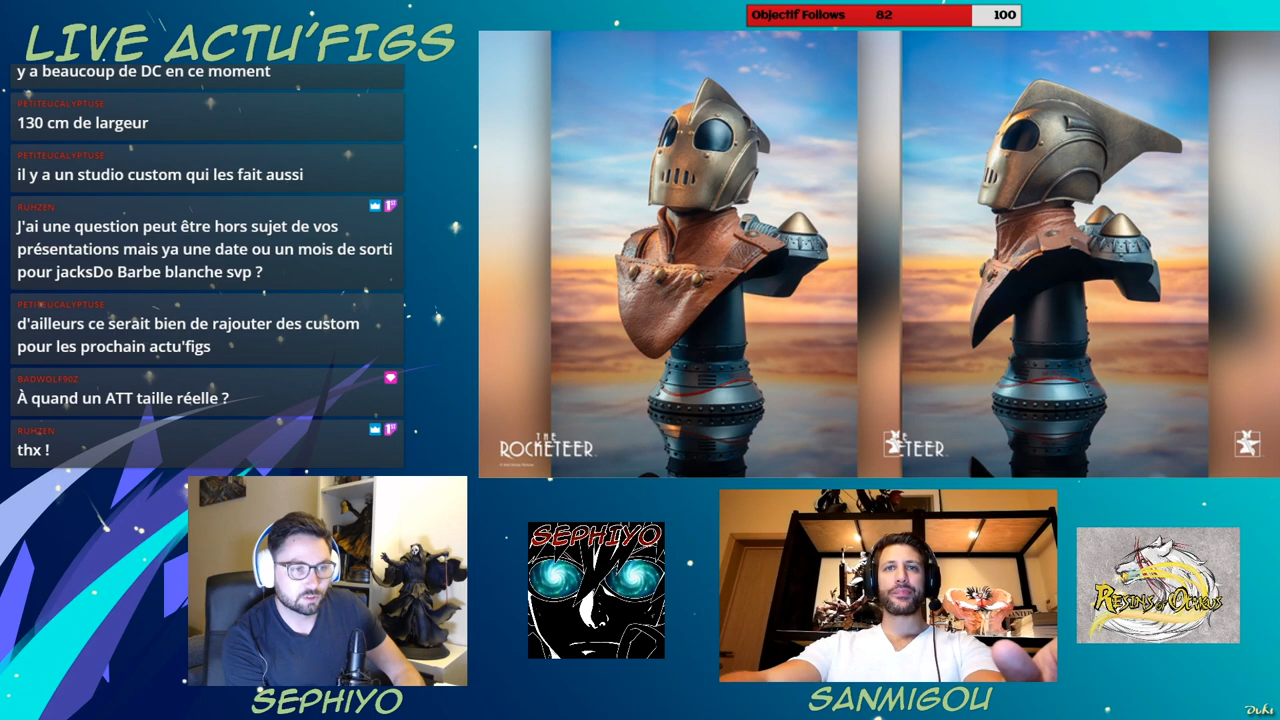 LIVE ACTU'FIGS
Objectif Follows 82 100
y a beaucoup de DC en ce moment
PETITEUCALYPTUSE
130 cm de largeur
PETITEUCALYPTUSE
il y a un studio custom qui les fait aussi
RUHZEN
J'ai une question peut être hors sujet de vos
présentations mais ya une date ou un mois de sorti
pour jacksDo Barbe blanche svp ?
PETITEUCALYPTUSE
d'ailleurs ce serait bien de rajouter des custom
pour les prochain actu'figs
BADWOLF90Z
À quand un ATT taille réelle ?
RUHZEN
thx !
THE
ROCKETEER
ETEER
SEPHIYO
RESINS OF OTAKUS
SEPHIYO
SANMIGOU